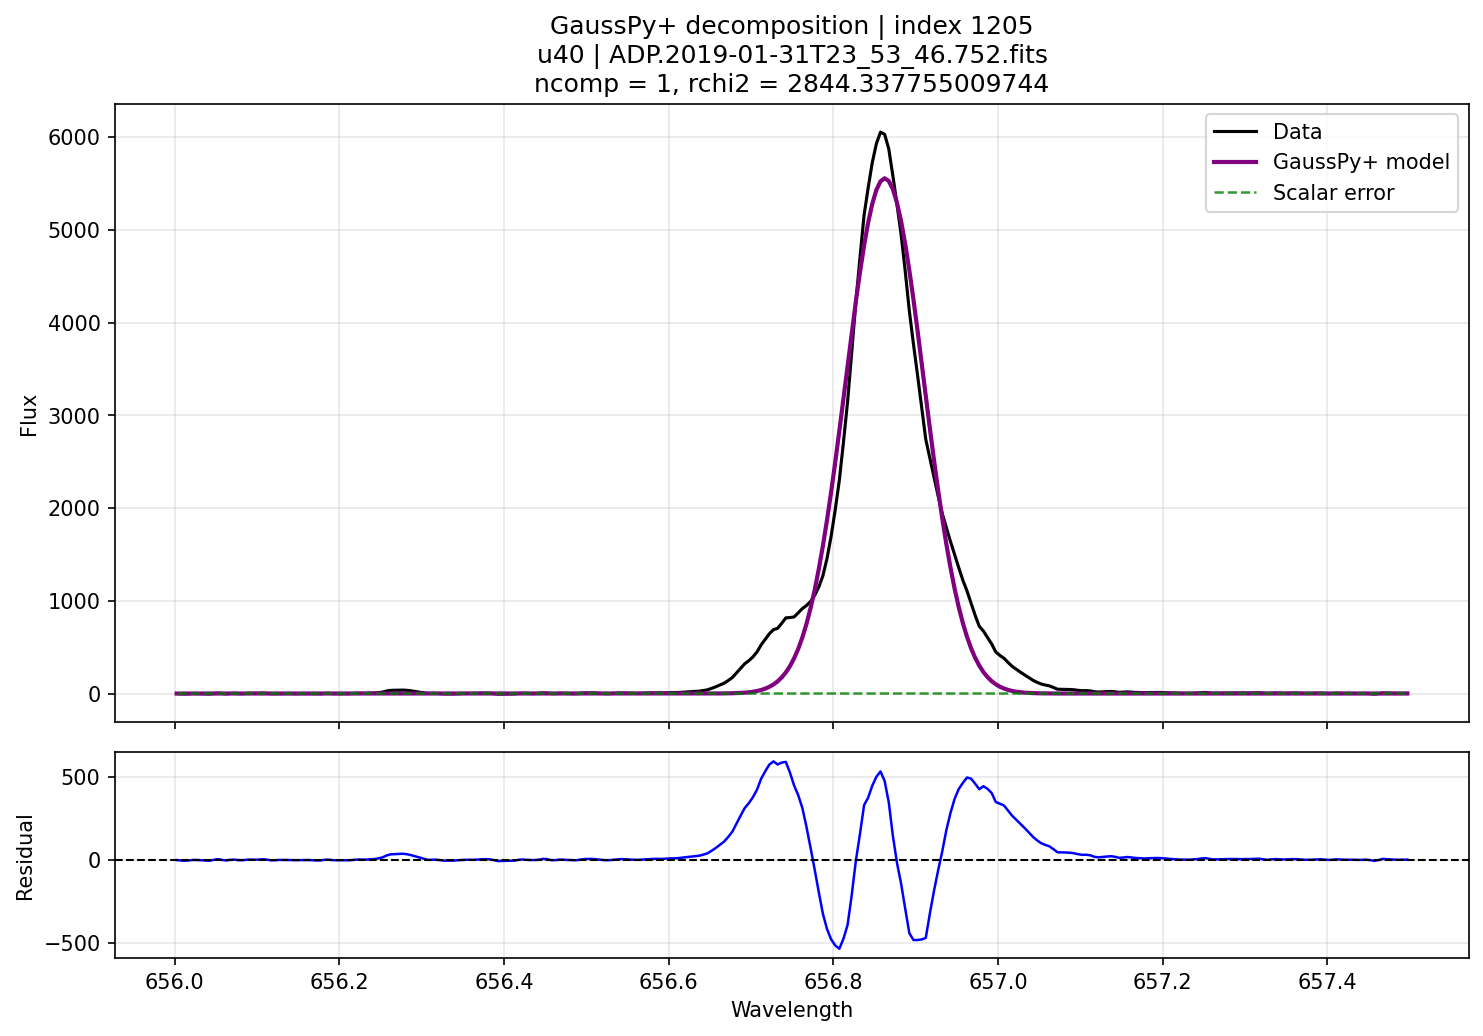 GaussPy+ decomposition | index 1205
u40 | ADP.2019-01-31T23_53_46.752.fits
ncomp = 1, rchi2 = 2844.337755009744
Data
GaussPy+ model
Scalar error
6000
5000
4000
3000
2000
1000
0
Flux
500
0
−500
Residual
656.0 656.2 656.4 656.6 656.8 657.0 657.2 657.4
Wavelength